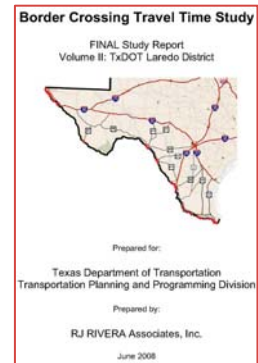 Border Crossing Travel Time Study
FINAL Study Report
Volume II: TxDOT Laredo District
Prepared for:
Texas Department of Transportation
Transportation Planning and Programming Division
Prepared by:
RJ RIVERA Associates, Inc.
June 2008